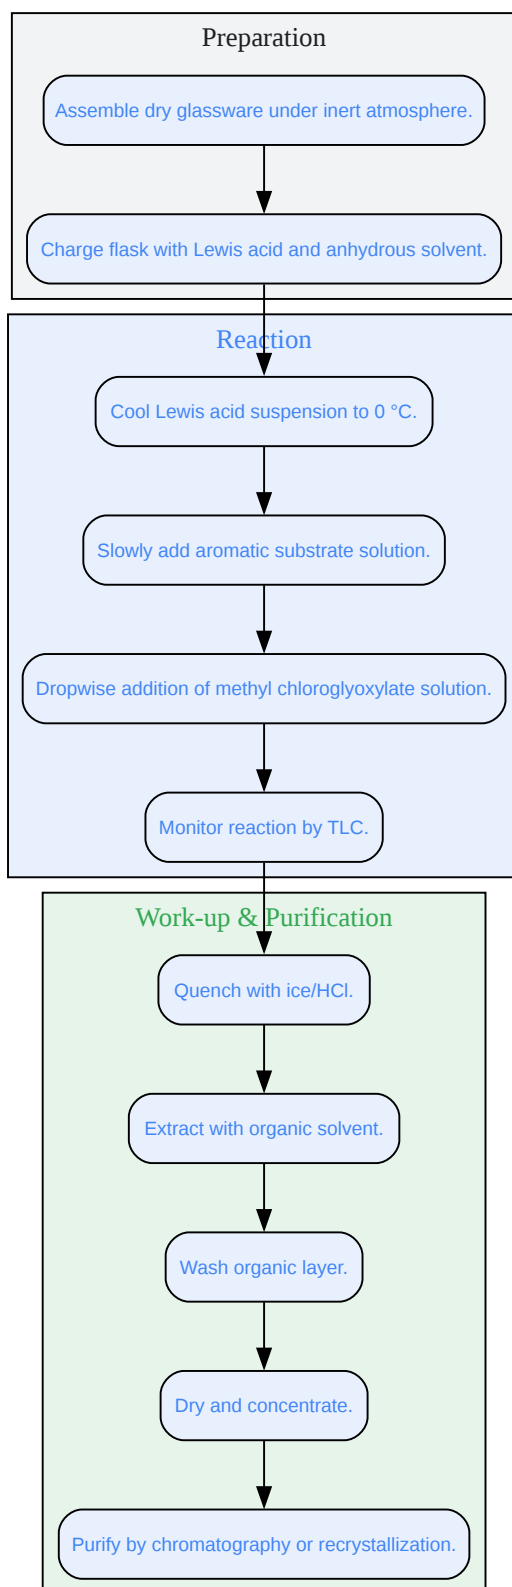 Preparation
Assemble dry glassware under inert atmosphere.
Charge flask with Lewis acid and anhydrous solvent.
Reaction
Cool Lewis acid suspension to 0 °C.
Slowly add aromatic substrate solution.
Dropwise addition of methyl chloroglyoxylate solution.
Monitor reaction by TLC.
Work-up & Purification
Quench with ice/HCl.
Extract with organic solvent.
Wash organic layer.
Dry and concentrate.
Purify by chromatography or recrystallization.